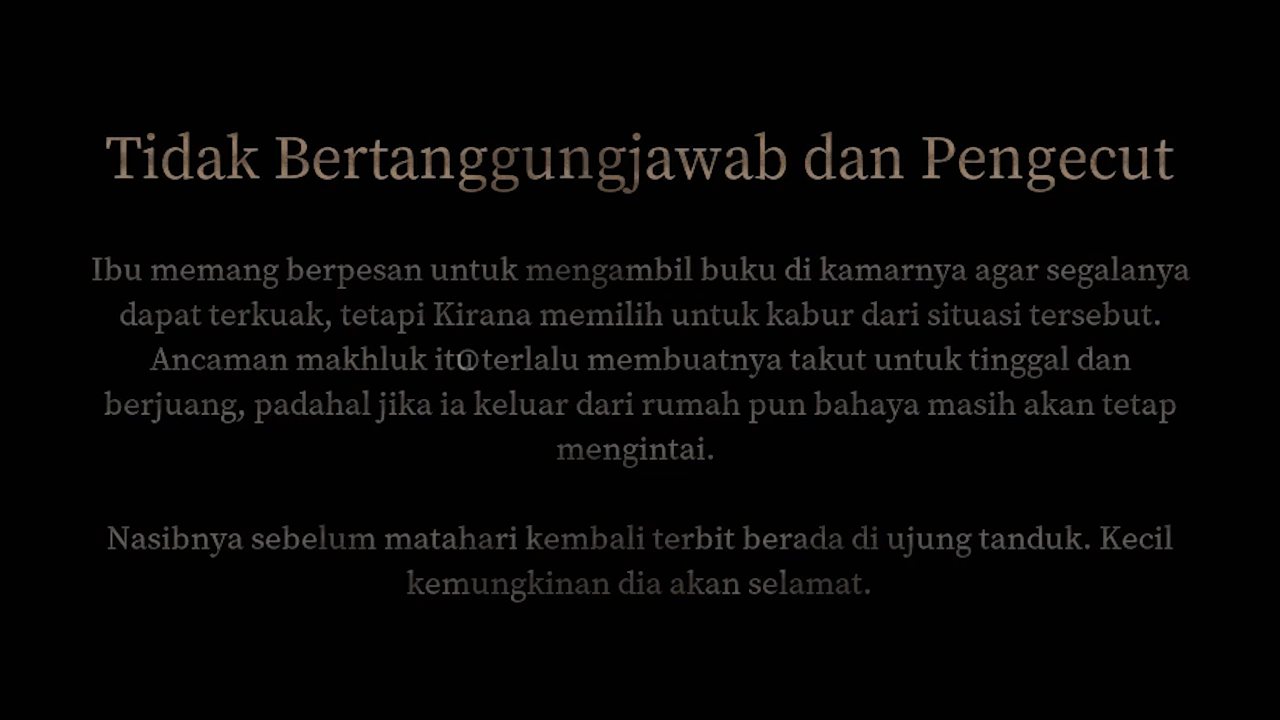 Tidak Bertanggungjawab dan Pengecut
Ibu memang berpesan untuk mengambil buku di kamarnya agar segalanya
dapat terkuak, tetapi Kirana memilih untuk kabur dari situasi tersebut.
Ancaman makhluk itu terlalu membuatnya takut untuk tinggal dan
berjuang, padahal jika ia keluar dari rumah pun bahaya masih akan tetap
mengintai.
Nasibnya sebelum matahari kembali terbit berada di ujung tanduk. Kecil
kemungkinan dia akan selamat.